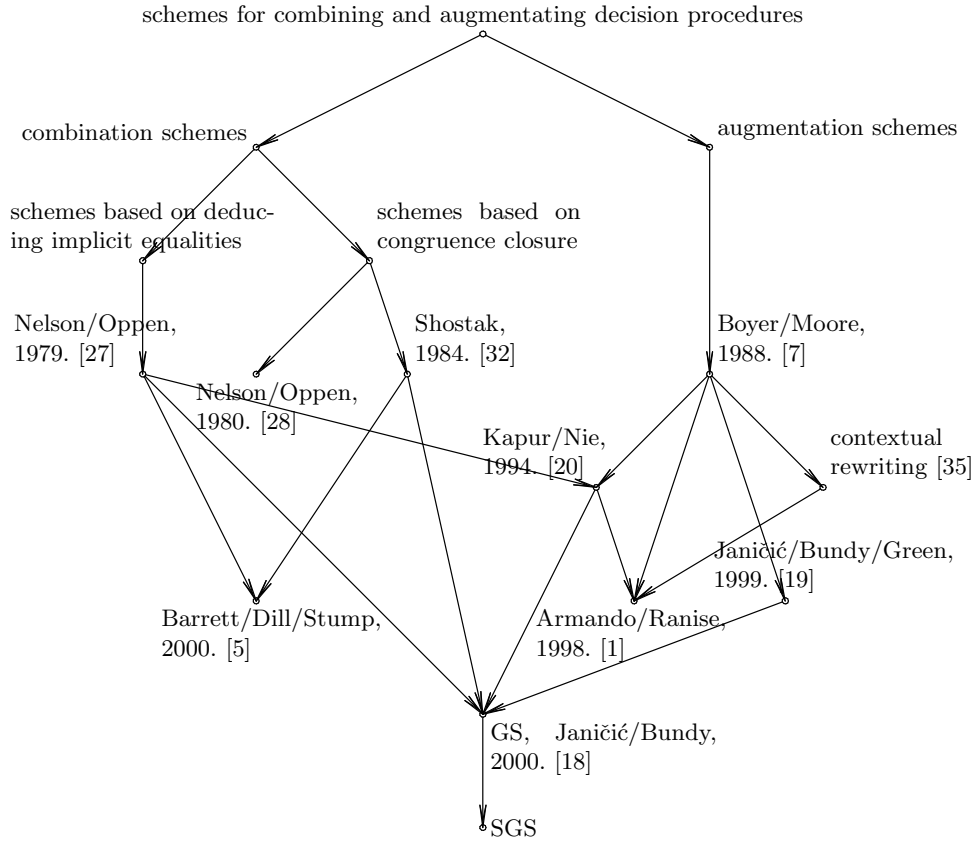 schemes for combining and augmentating decision procedures
combination schemes
augmentation schemes
schemes based on deduc-
ing implicit equalities
schemes based on
congruence closure
Nelson/Oppen,
1979. [27]
Shostak,
1984. [32]
Boyer/Moore,
1988. [7]
Nelson/Oppen,
1980. [28]
Kapur/Nie,
1994. [20]
contextual
rewriting [35]
Janičić/Bundy/Green,
1999. [19]
Barrett/Dill/Stump,
2000. [5]
Armando/Ranise,
1998. [1]
GS, Janičić/Bundy,
2000. [18]
SGS